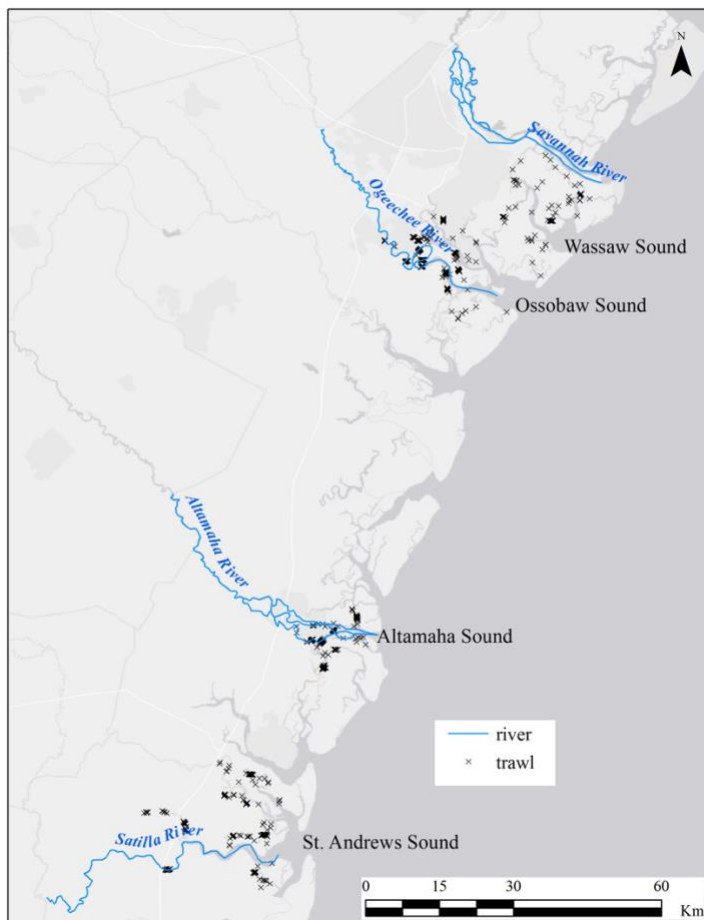 N
Savannah River
Ogeechee River
Wassaw Sound
Ossobaw Sound
Altamaha River
Altamaha Sound
river
trawl
Satilla River
St. Andrews Sound
0 15 30 60
Km